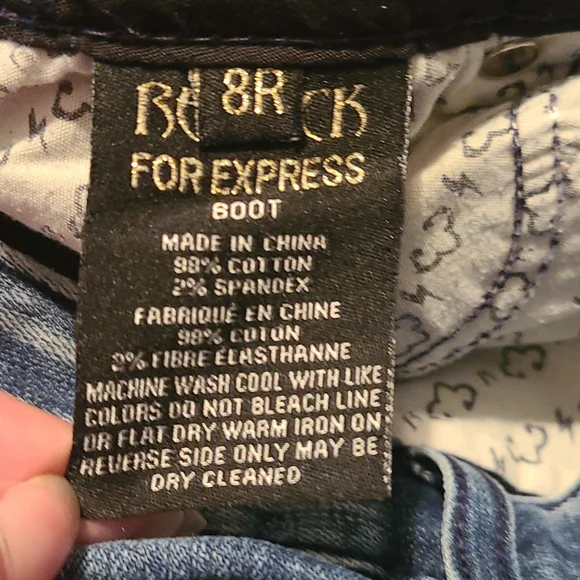 8R
FOR EXPRESS
BOOT
MADE IN CHINA
98% COTTON
2% SPANDEX
FABRIQUÉ EN CHINE
98% COTON
2% FIBRE ÉLASTHANNE
MACHINE WASH COOL WITH LIKE
COLORS DO NOT BLEACH LINE
OR FLAT DRY WARM IRON ON
REVERSE SIDE ONLY MAY BE
DRY CLEANED